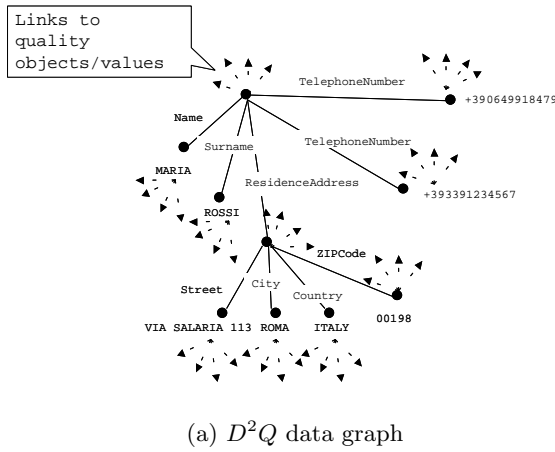 Links to
quality
objects/values
TelephoneNumber
+390649918479
Name
Surname
TelephoneNumber
MARIA
ResidenceAddress
+393391234567
ROSSI
ZIPCode
Street
City
Country
00198
VIA SALARIA 113 ROMA ITALY
(a) D²Q data graph